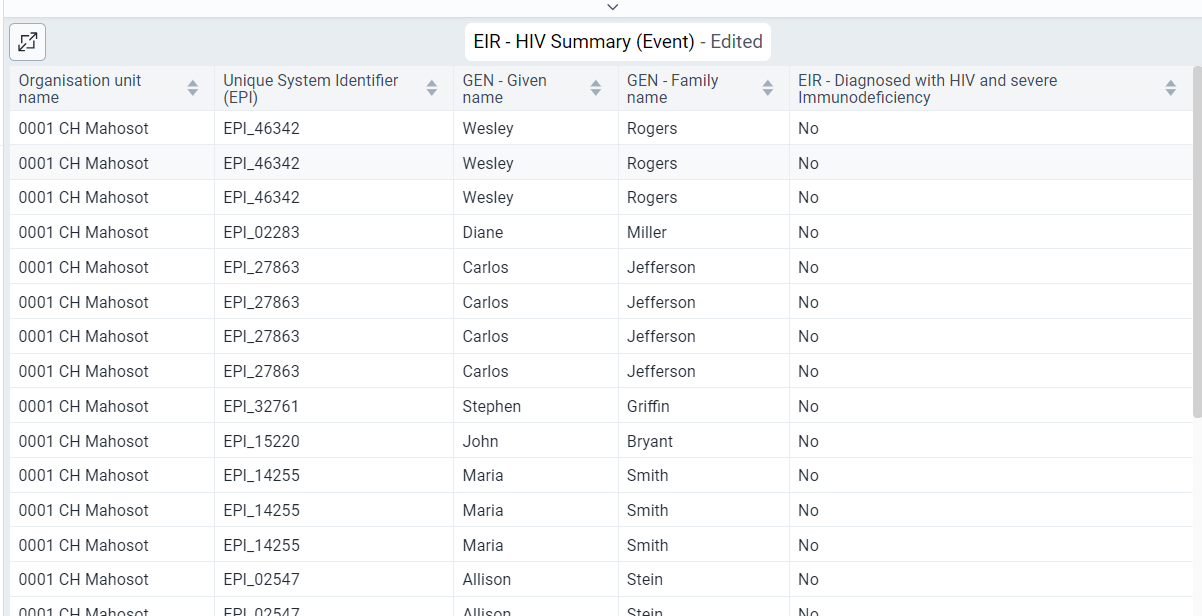 EIR - HIV Summary (Event) - Edited
Organisation unit name Unique System Identifier (EPI) GEN - Given name GEN - Family name EIR - Diagnosed with HIV and severe Immunodeficiency
0001 CH Mahosot EPI_46342 Wesley Rogers No
0001 CH Mahosot EPI_46342 Wesley Rogers No
0001 CH Mahosot EPI_46342 Wesley Rogers No
0001 CH Mahosot EPI_02283 Diane Miller No
0001 CH Mahosot EPI_27863 Carlos Jefferson No
0001 CH Mahosot EPI_27863 Carlos Jefferson No
0001 CH Mahosot EPI_27863 Carlos Jefferson No
0001 CH Mahosot EPI_27863 Carlos Jefferson No
0001 CH Mahosot EPI_32761 Stephen Griffin No
0001 CH Mahosot EPI_15220 John Bryant No
0001 CH Mahosot EPI_14255 Maria Smith No
0001 CH Mahosot EPI_14255 Maria Smith No
0001 CH Mahosot EPI_14255 Maria Smith No
0001 CH Mahosot EPI_02547 Allison Stein No
0001 CH Mahosot EPI_02547 Allison Stein No